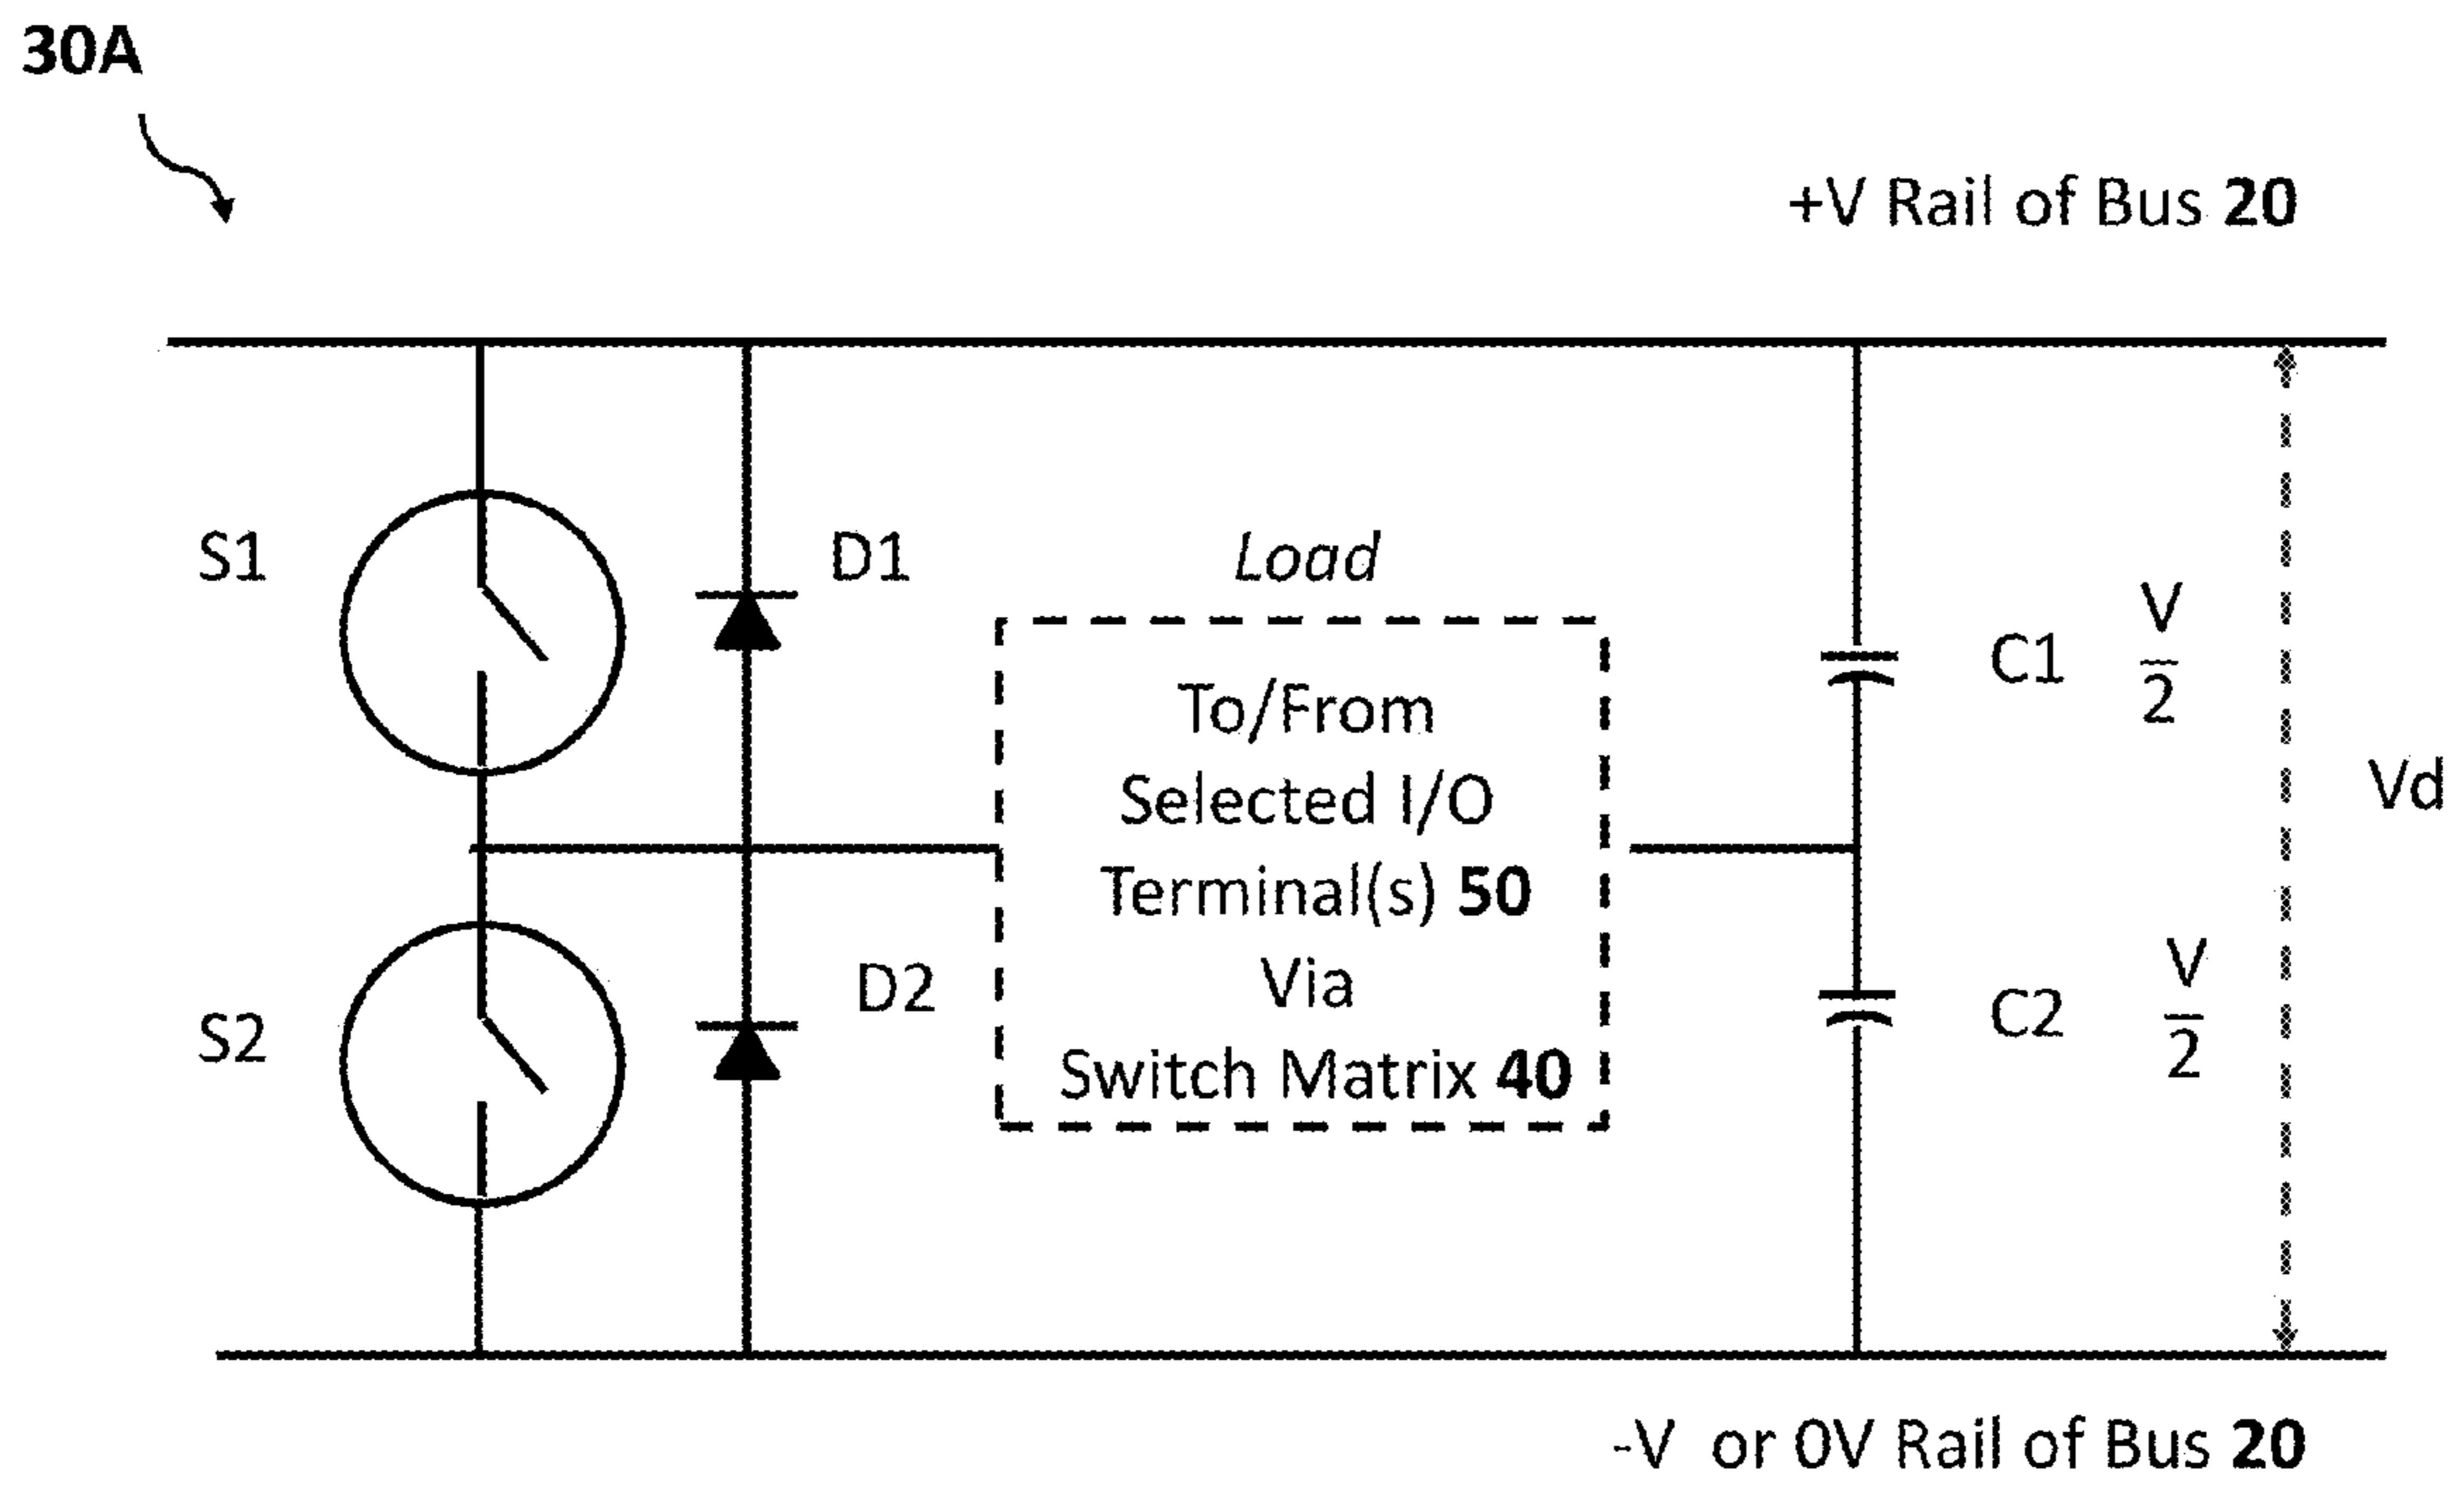 30A
+V Rail of Bus 20
S1
D1
Load
To/From
Selected I/O
Terminal(s) 50
Via
Switch Matrix 40
C1
V
2
Vd
S2
D2
C2
V
2
-V or 0V Rail of Bus 20